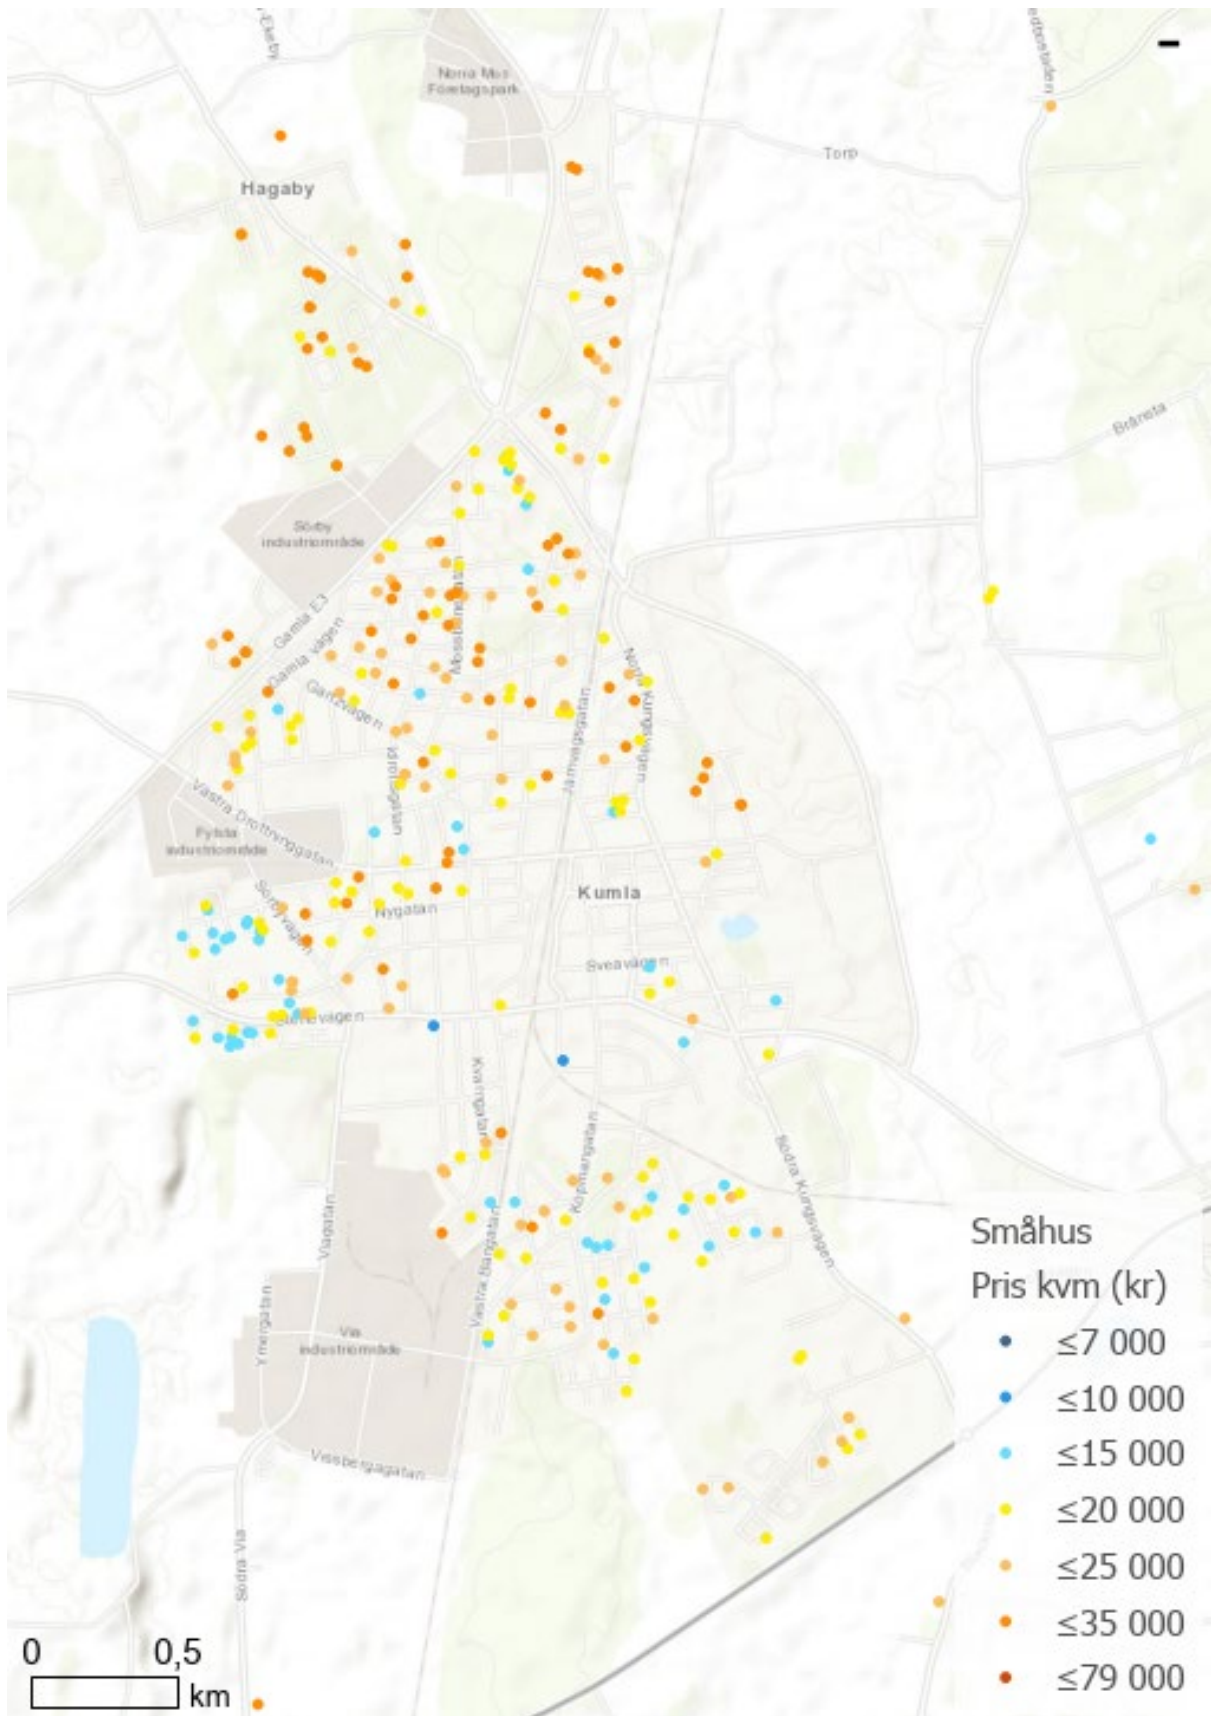 Norra Mos
Företagspark
Torp
Hagaby
Brånsta
Sörby
industriområde
Gamla E3
Gamla vägen
Mossbanegatan
Norra Kungsvägen
Ganzvägen
Järnvägsgatan
Idrottsgatan
Västra Drottninggatan
Fylsta
industriområde
Kumla
Sörbyvägen
Nygatan
Sveavägen
Stenevägen
Kvarngatan
Köpmangatan
Södra Kungsvägen
Viagatan
Västra Bangatan
Ymergatan
Via
industriområde
Vissbergagatan
Södra Via
Småhus
Pris kvm (kr)
≤7 000
≤10 000
≤15 000
≤20 000
≤25 000
≤35 000
≤79 000
0 0,5
km